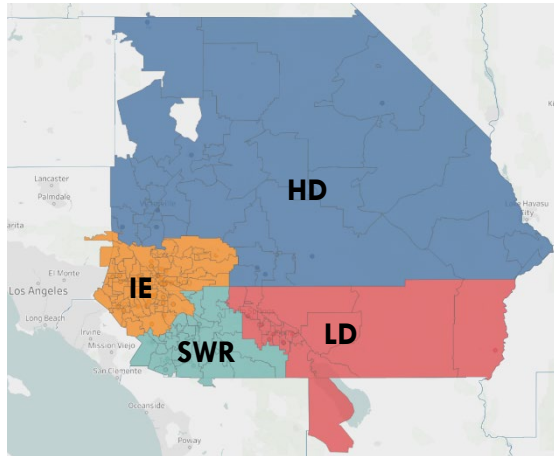 HD
Lancaster
Palmdale
Lake Havasu
City
IE
El Monte
Los Angeles
Long Beach
LD
SWR
Irvine
Mission Viejo
San Clemente
Oceanside
Poway